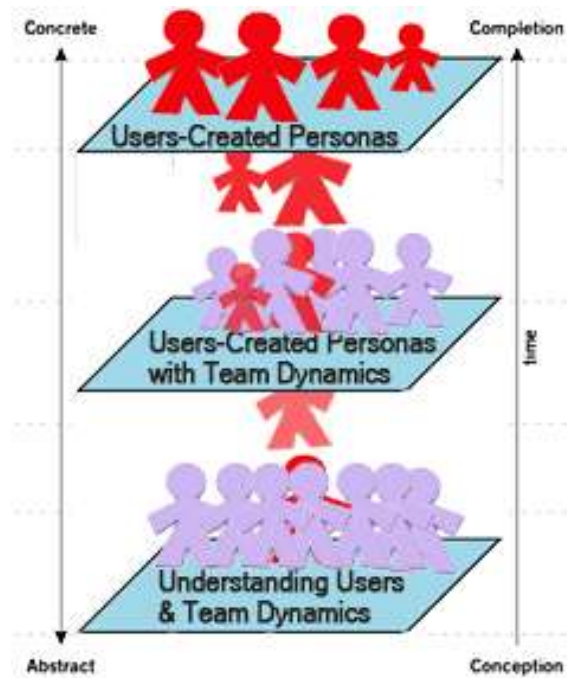 Concrete
Completion
Users-Created Personas
Users-Created Personas
with Team Dynamics
time
Understanding Users
& Team Dynamics
Abstract
Conception